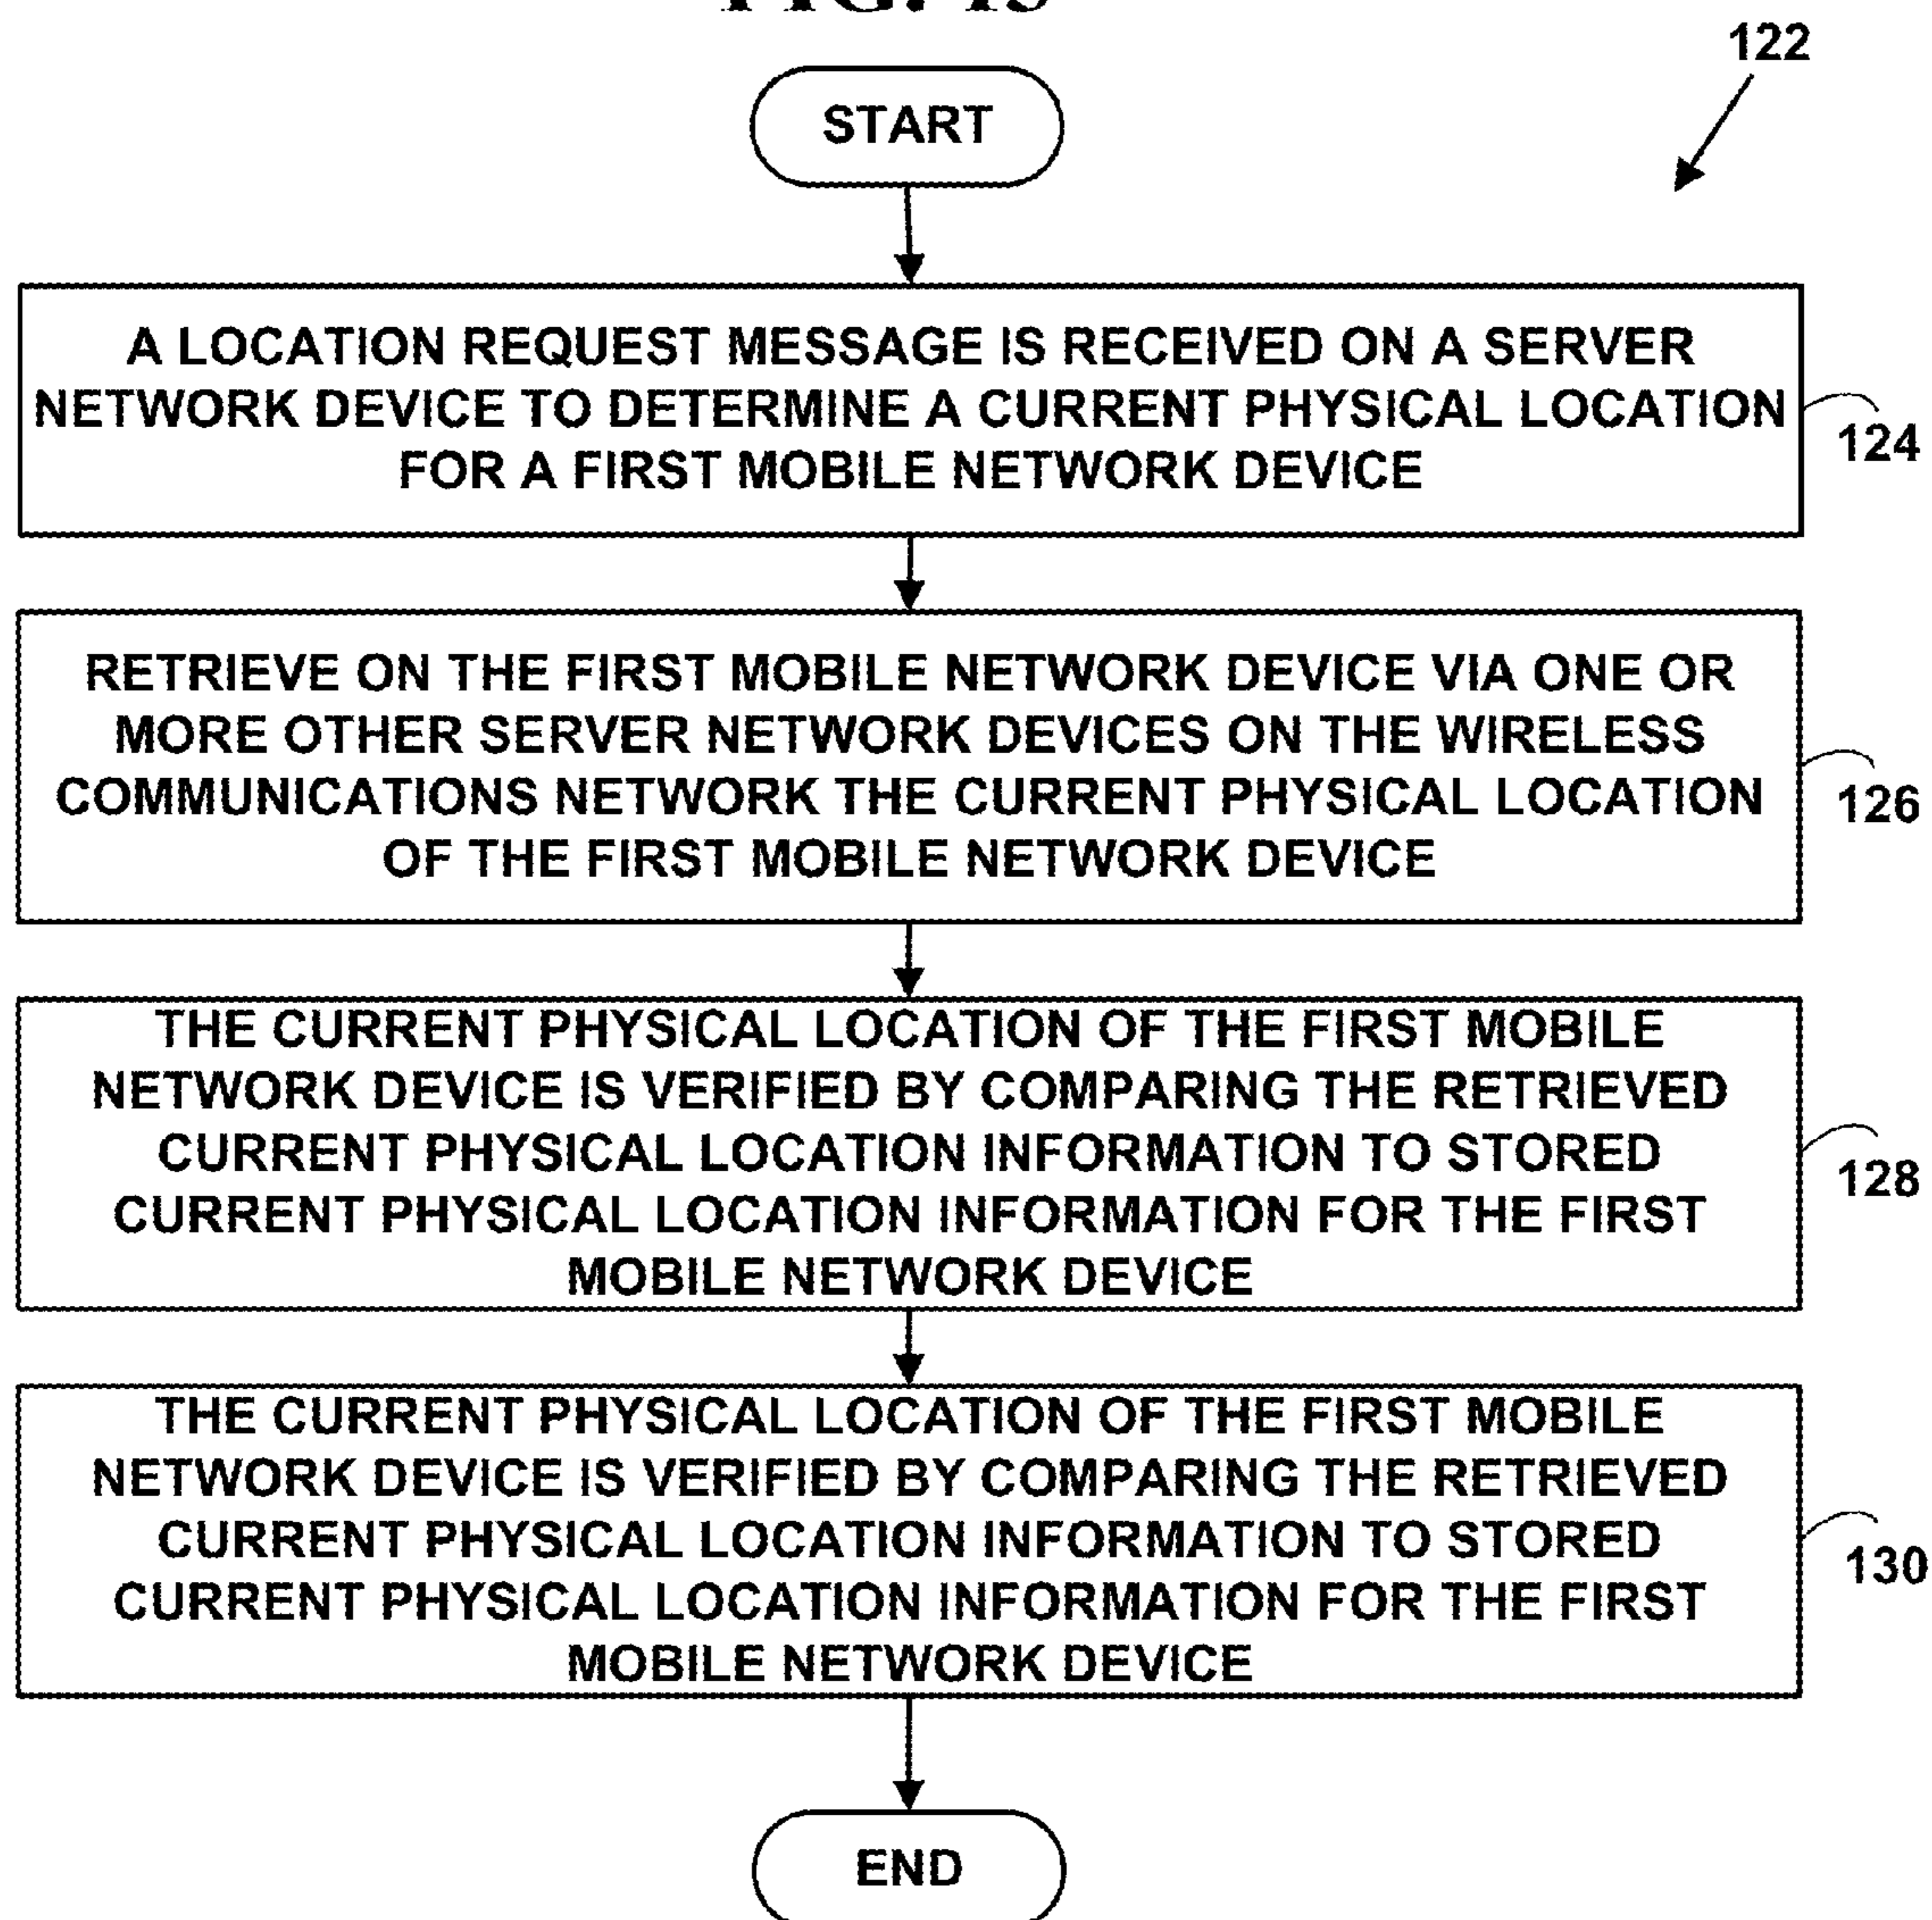 122
START
A LOCATION REQUEST MESSAGE IS RECEIVED ON A SERVER
NETWORK DEVICE TO DETERMINE A CURRENT PHYSICAL LOCATION
FOR A FIRST MOBILE NETWORK DEVICE
124
RETRIEVE ON THE FIRST MOBILE NETWORK DEVICE VIA ONE OR
MORE OTHER SERVER NETWORK DEVICES ON THE WIRELESS
COMMUNICATIONS NETWORK THE CURRENT PHYSICAL LOCATION
OF THE FIRST MOBILE NETWORK DEVICE
126
THE CURRENT PHYSICAL LOCATION OF THE FIRST MOBILE
NETWORK DEVICE IS VERIFIED BY COMPARING THE RETRIEVED
CURRENT PHYSICAL LOCATION INFORMATION TO STORED
CURRENT PHYSICAL LOCATION INFORMATION FOR THE FIRST
MOBILE NETWORK DEVICE
128
THE CURRENT PHYSICAL LOCATION OF THE FIRST MOBILE
NETWORK DEVICE IS VERIFIED BY COMPARING THE RETRIEVED
CURRENT PHYSICAL LOCATION INFORMATION TO STORED
CURRENT PHYSICAL LOCATION INFORMATION FOR THE FIRST
MOBILE NETWORK DEVICE
130
END